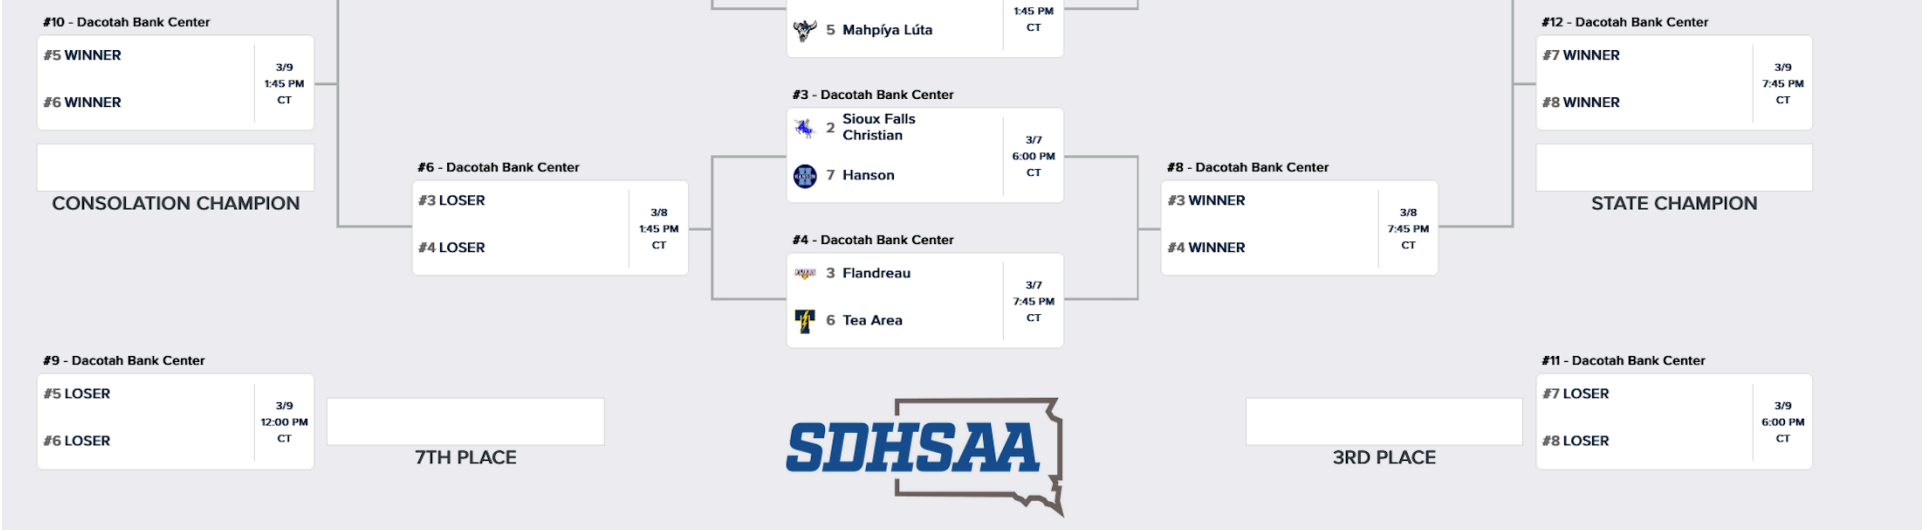 #10 - Dacotah Bank Center
#5 WINNER
#6 WINNER
3/9
1:45 PM
CT
CONSOLATION CHAMPION
#9 - Dacotah Bank Center
#5 LOSER
#6 LOSER
3/9
12:00 PM
CT
7TH PLACE
#6 - Dacotah Bank Center
#3 LOSER
#4 LOSER
3/8
1:45 PM
CT
5 Mahpíya Lúta
1:45 PM
CT
#3 - Dacotah Bank Center
2 Sioux Falls
Christian
7 Hanson
3/7
6:00 PM
CT
#4 - Dacotah Bank Center
3 Flandreau
6 Tea Area
3/7
7:45 PM
CT
SDHSAA
#8 - Dacotah Bank Center
#3 WINNER
#4 WINNER
3/8
7:45 PM
CT
#12 - Dacotah Bank Center
#7 WINNER
#8 WINNER
3/9
7:45 PM
CT
STATE CHAMPION
#11 - Dacotah Bank Center
#7 LOSER
#8 LOSER
3/9
6:00 PM
CT
3RD PLACE